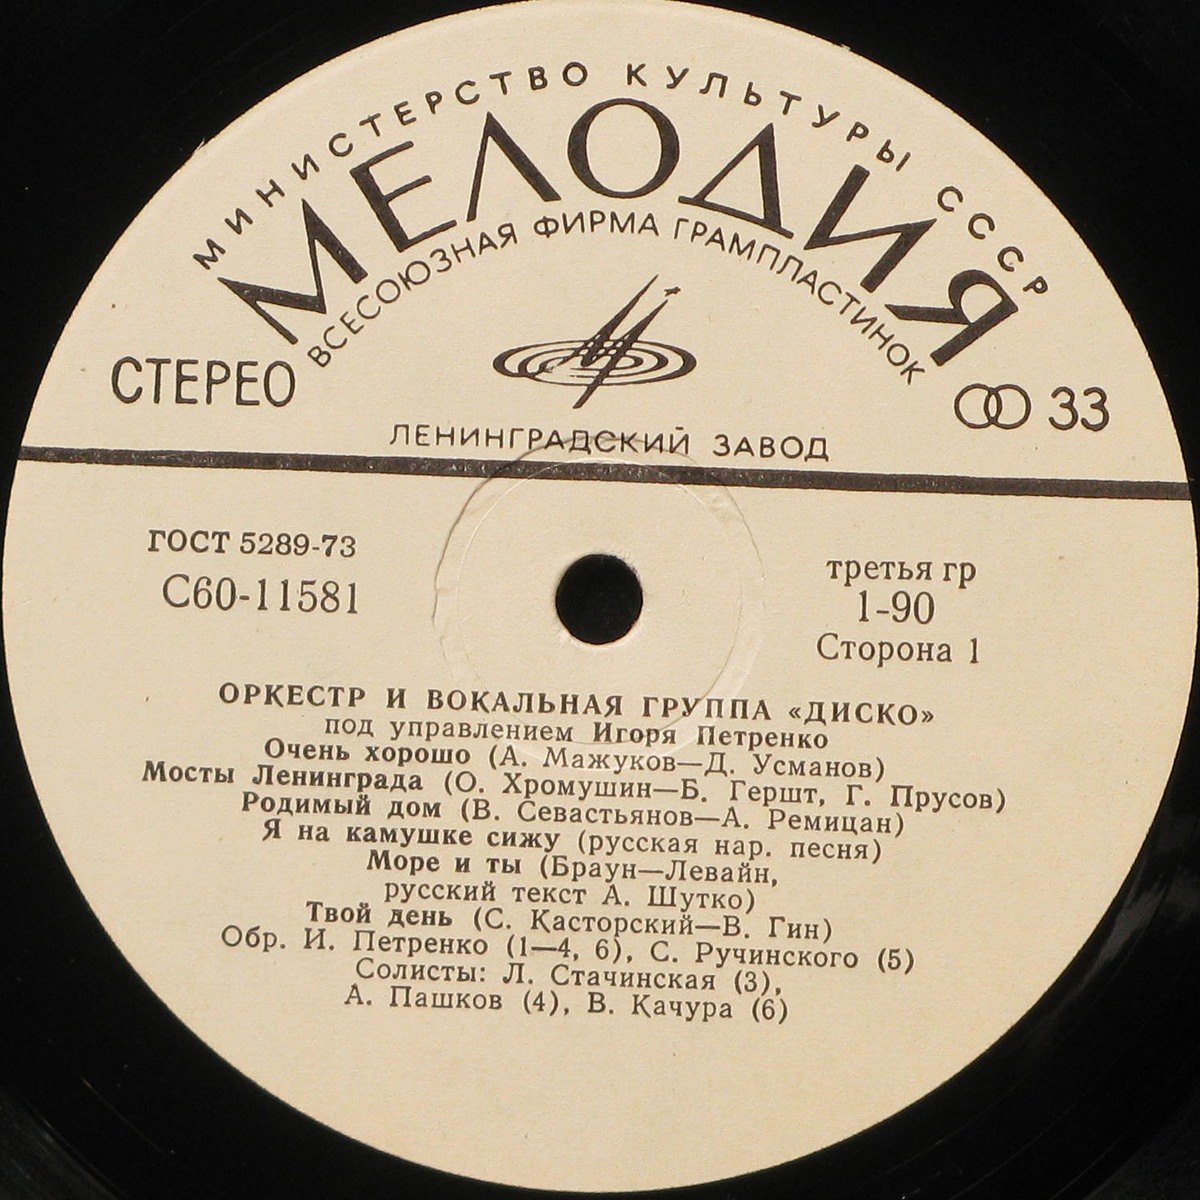 МИНИСТЕРСТВО КУЛЬТУРЫ СССР
МЕЛОДИЯ
ВСЕСОЮЗНАЯ ФИРМА ГРАМПЛАСТИНОК
СТЕРЕО
33
ЛЕНИНГРАДСКИЙ ЗАВОД
ГОСТ 5289-73
С60-11581
третья гр
1-90
Сторона 1
ОРКЕСТР И ВОКАЛЬНАЯ ГРУППА «ДИСКО»
под управлением Игоря Петренко
Очень хорошо (А. Мажуков—Д. Усманов)
Мосты Ленинграда (О. Хромушин—Б. Гершт, Г. Прусов)
Родимый дом (В. Севастьянов—А. Ремицан)
Я на камушке сижу (русская нар. песня)
Море и ты (Браун—Левайн,
русский текст А. Шутко)
Твой день (С. Касторский—В. Гин)
Обр. И. Петренко (1—4, 6), С. Ручинского (5)
Солисты: Л. Стачинская (3),
А. Пашков (4), В. Качура (6)